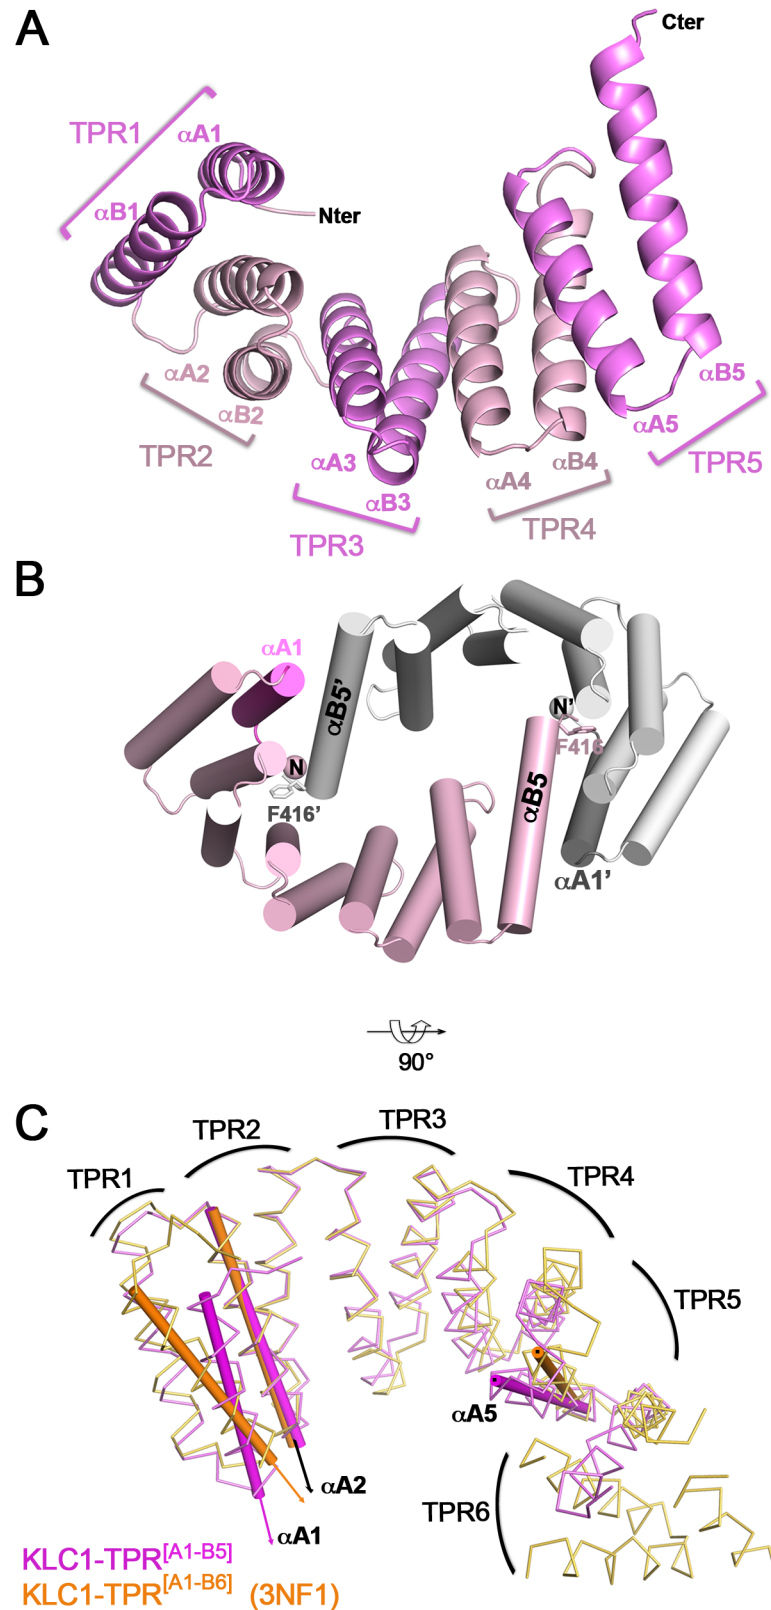 A
Cter
TPR1
αA1
αB1
Nter
αA2
αB2
TPR2
αA3
αB3
TPR3
αA4
αB4
TPR4
αA5
αB5
TPR5
B
αA1
αB5’
N’
F416
N
F416’
αB5
αA1’
90°
C
TPR1
TPR2
TPR3
TPR4
TPR5
αA5
αA2
αA1
TPR6
KLC1-TPR[A1-B5]
KLC1-TPR[A1-B6] (3NF1)